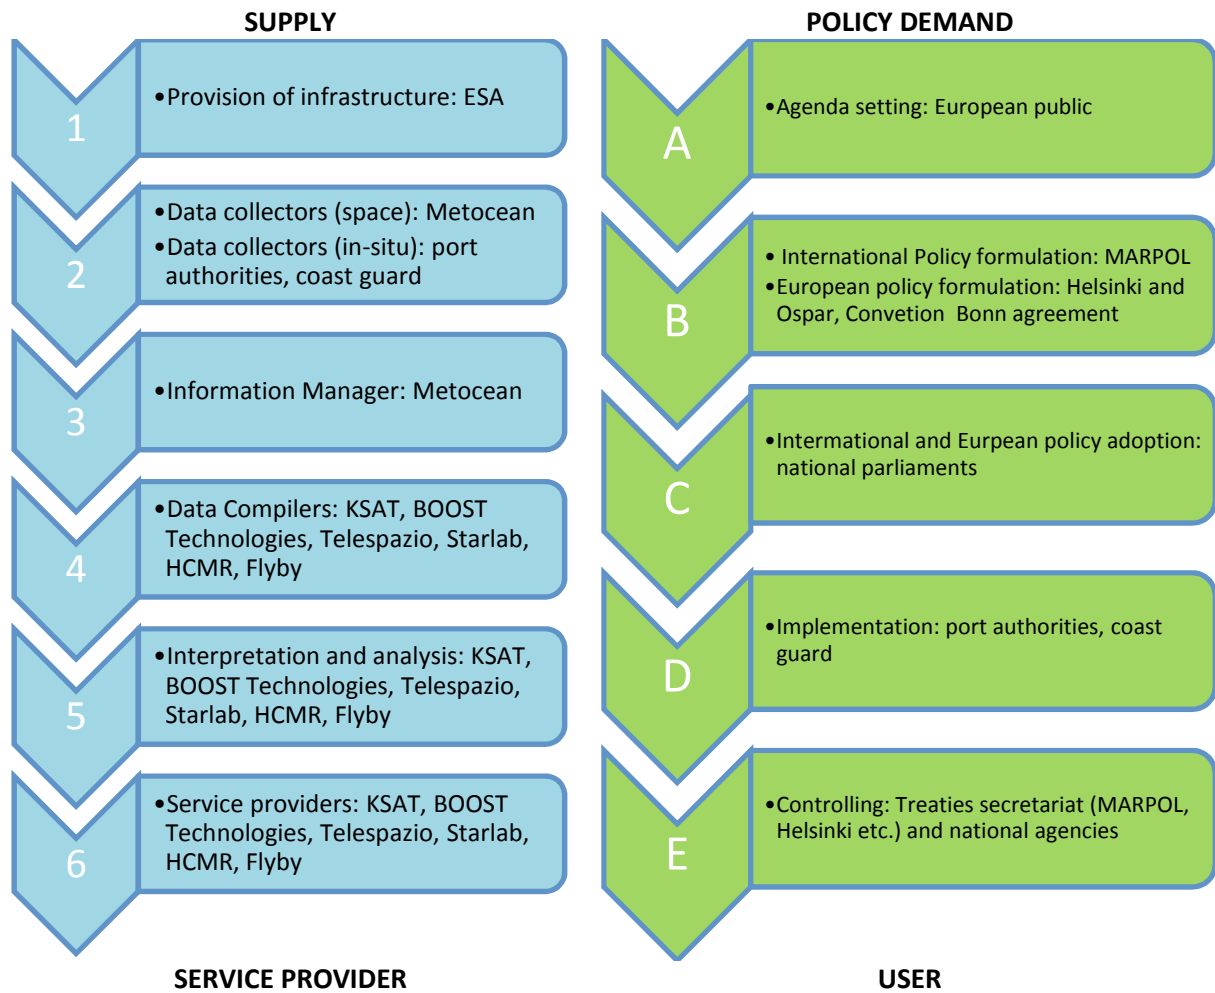 SUPPLY
1
•Provision of infrastructure: ESA
2
•Data collectors (space): Metocean
•Data collectors (in-situ): port
authorities, coast guard
3
•Information Manager: Metocean
4
•Data Compilers: KSAT, BOOST
Technologies, Telespazio, Starlab,
HCMR, Flyby
5
•Interpretation and analysis: KSAT,
BOOST Technologies, Telespazio,
Starlab, HCMR, Flyby
6
•Service providers: KSAT, BOOST
Technologies, Telespazio, Starlab,
HCMR, Flyby
SERVICE PROVIDER
POLICY DEMAND
A
•Agenda setting: European public
B
• International Policy formulation: MARPOL
•European policy formulation: Helsinki and
Ospar, Convetion Bonn agreement
C
•Intermational and Eurpean policy adoption:
national parliaments
D
•Implementation: port authorities, coast
guard
E
•Controlling: Treaties secretariat (MARPOL,
Helsinki etc.) and national agencies
USER